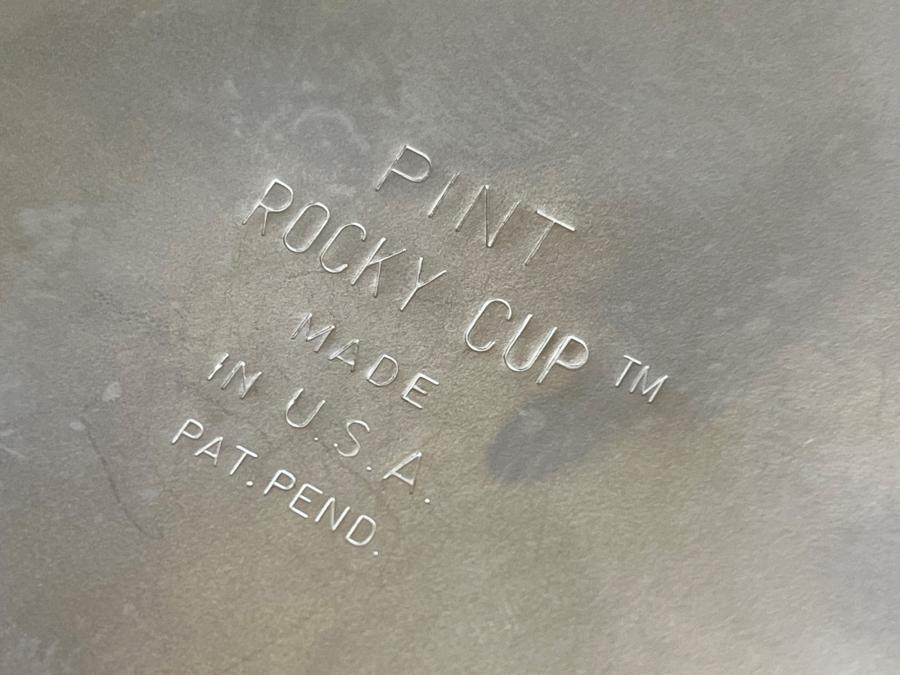 PINT
ROCKY CUP ™
MADE
IN U.S.A.
PAT. PEND.